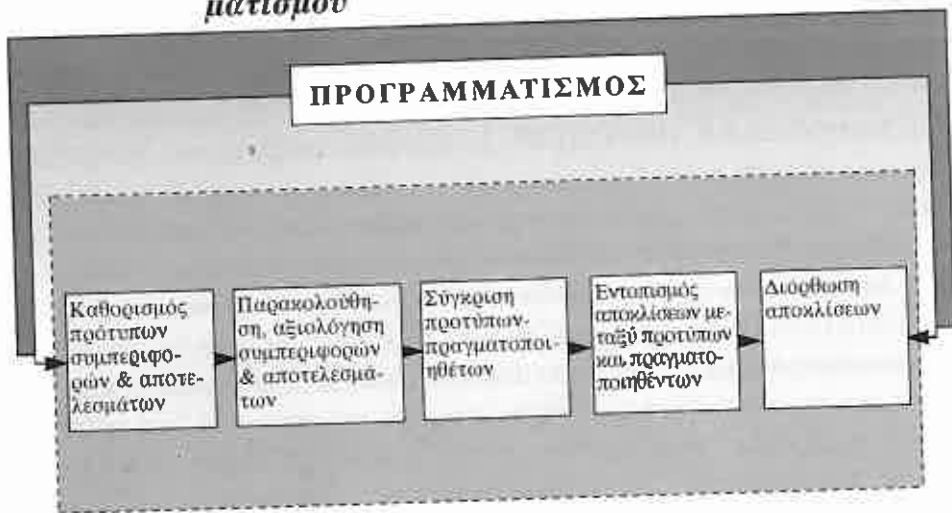 ματισμού
ΠΡΟΓΡΑΜΜΑΤΙΣΜΟΣ
Καθορισμός
πρότυπων
συμπεριφο-
ρών & αποτε-
λεσμάτων
Παρακολούθη-
ση, αξιολόγηση
συμπεριφορών
& αποτελεσμά-
των
Σύγκριση
προτύπων-
πραγματοποι-
ηθέτων
Εντοπισμός
αποκλίσεων με-
ταξύ προτύπων
και πραγματο-
ποιηθέντων
Διόρθωση
αποκλίσεων